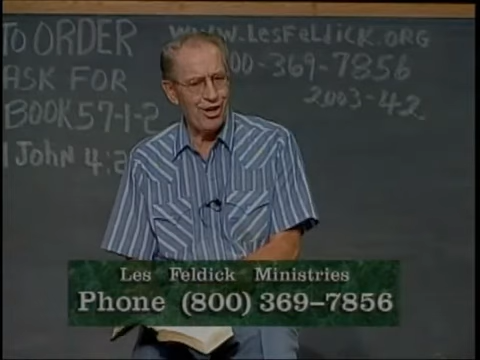 TO ORDER
ASK FOR
BOOK 57-1-2
1 John 4:2
www.LesFeldick.org
800-369-7856
2003-42
Les Feldick Ministries
Phone (800) 369–7856